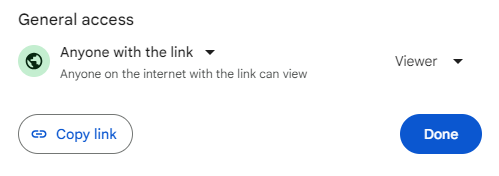 General access
Anyone with the link
Viewer
Anyone on the internet with the link can view
Copy link
Done